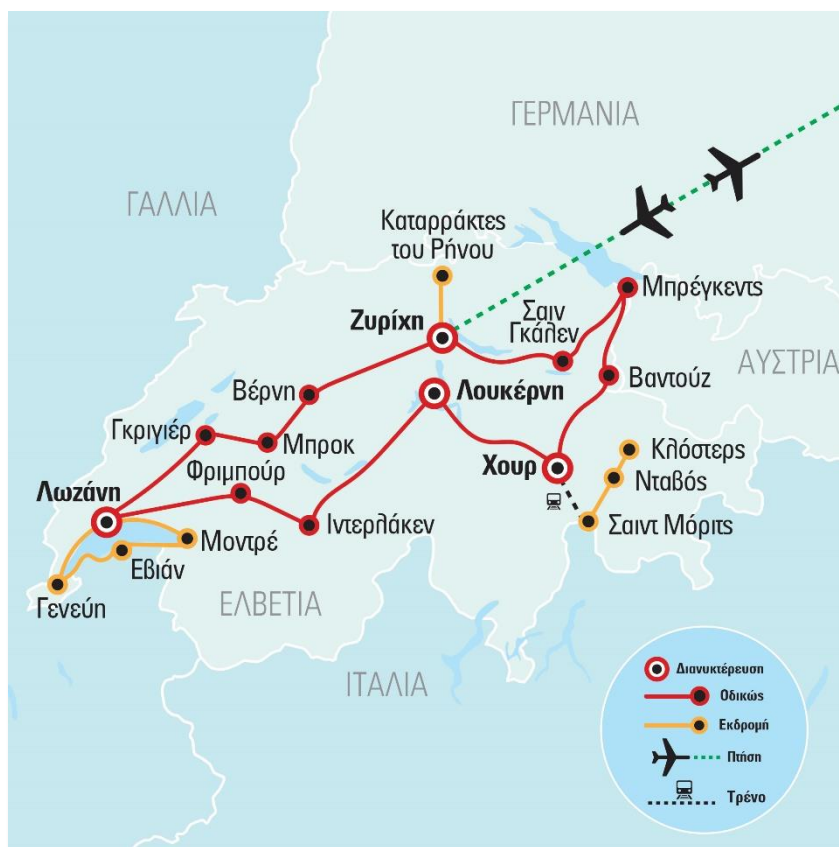 ΓΕΡΜΑΝΙΑ
ΓΑΛΛΙΑ
Καταρράκτες
του Ρήνου
Μπρέγκεντς
Ζυρίχη
Σαιν
Γκάλεν
ΑΥΣΤΡΙΑ
Βαντούζ
Βέρνη
Λουκέρνη
Γκριγιέρ
Μπροκ
Κλόστερς
Φριμπούρ
Χουρ
Νταβός
Λωζάνη
Ιντερλάκεν
Σαιντ Μόριτς
Μοντρέ
Εβιάν
Γενεύη
ΕΛΒΕΤΙΑ
ΙΤΑΛΙΑ
Διανυκτέρευση
Οδικώς
Εκδρομή
Πτήση
Τρένο